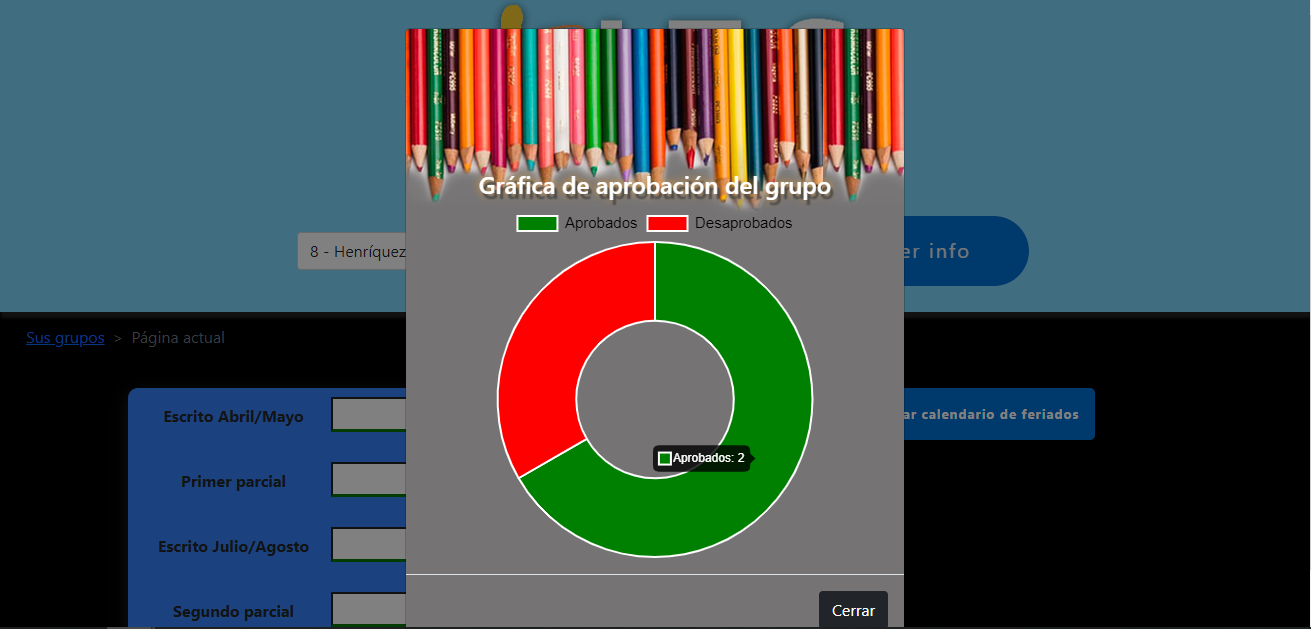 Gráfica de aprobación del grupo
Aprobados Desaprobados
8 - Henríquez
er info
Sus grupos > Página actual
Escrito Abril/Mayo
ar calendario de feriados
Aprobados: 2
Primer parcial
Escrito Julio/Agosto
Segundo parcial
Cerrar